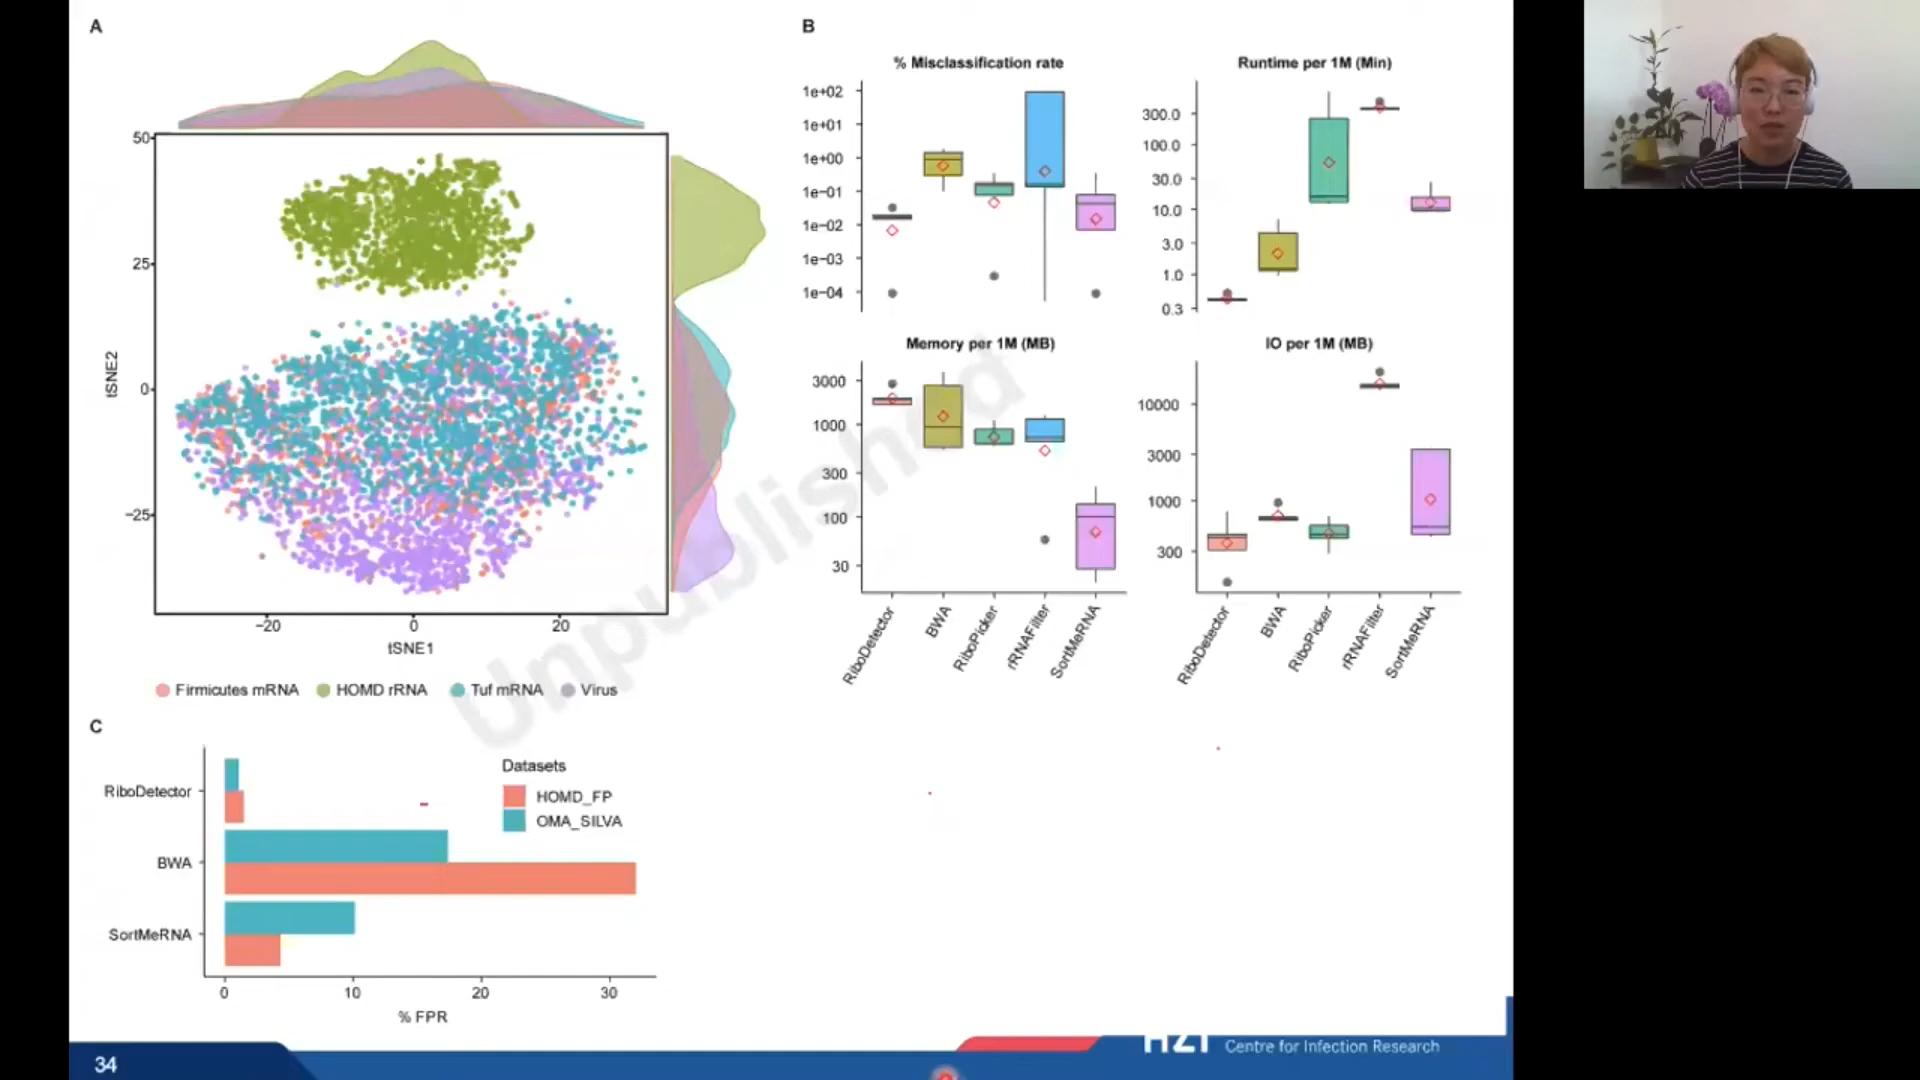 A
50
25
0
−25
tSNE2
−20
0
20
tSNE1
Firmicutes mRNA
HOMD rRNA
Tuf mRNA
Virus
B
% Misclassification rate
1e+02
1e+01
1e+00
1e−01
1e−02
1e−03
1e−04
Runtime per 1M (Min)
300.0
100.0
30.0
10.0
3.0
1.0
0.3
Memory per 1M (MB)
3000
1000
300
100
30
RiboDetector
BWA
RiboPicker
rRNAFilter
SortMeRNA
IO per 1M (MB)
10000
3000
1000
300
RiboDetector
BWA
RiboPicker
rRNAFilter
SortMeRNA
Unpublished
C
RiboDetector
BWA
SortMeRNA
0
10
20
30
% FPR
Datasets
HOMD_FP
OMA_SILVA
34
HZI
Centre for Infection Research